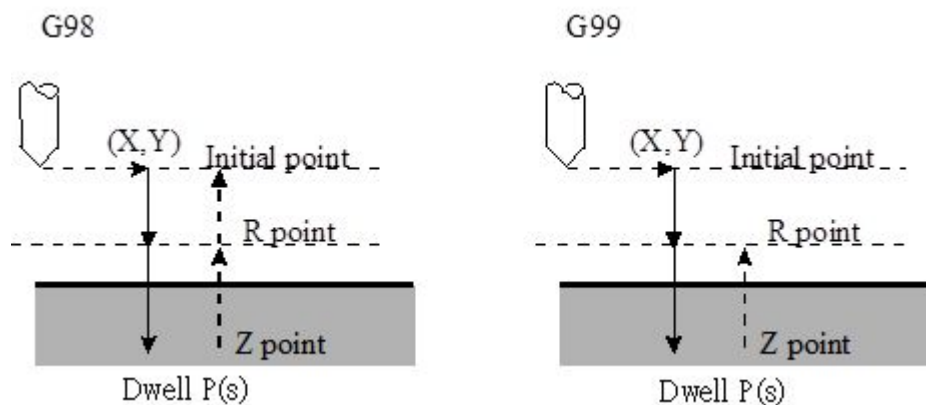 G98
(X,Y)
Initial point
R point
Z point
Dwell P(s)
G99
(X,Y)
Initial point
R point
Z point
Dwell P(s)